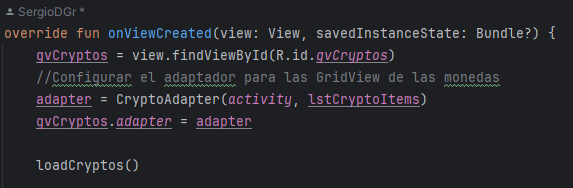 SergioDGr *
override fun onViewCreated(view: View, savedInstanceState: Bundle?) {
gvCryptos = view.findViewById(R.id.gvCryptos)
//Configurar el adaptador para las GridView de las monedas
adapter = CryptoAdapter(activity, lstCryptoItems)
gvCryptos.adapter = adapter
loadCryptos()